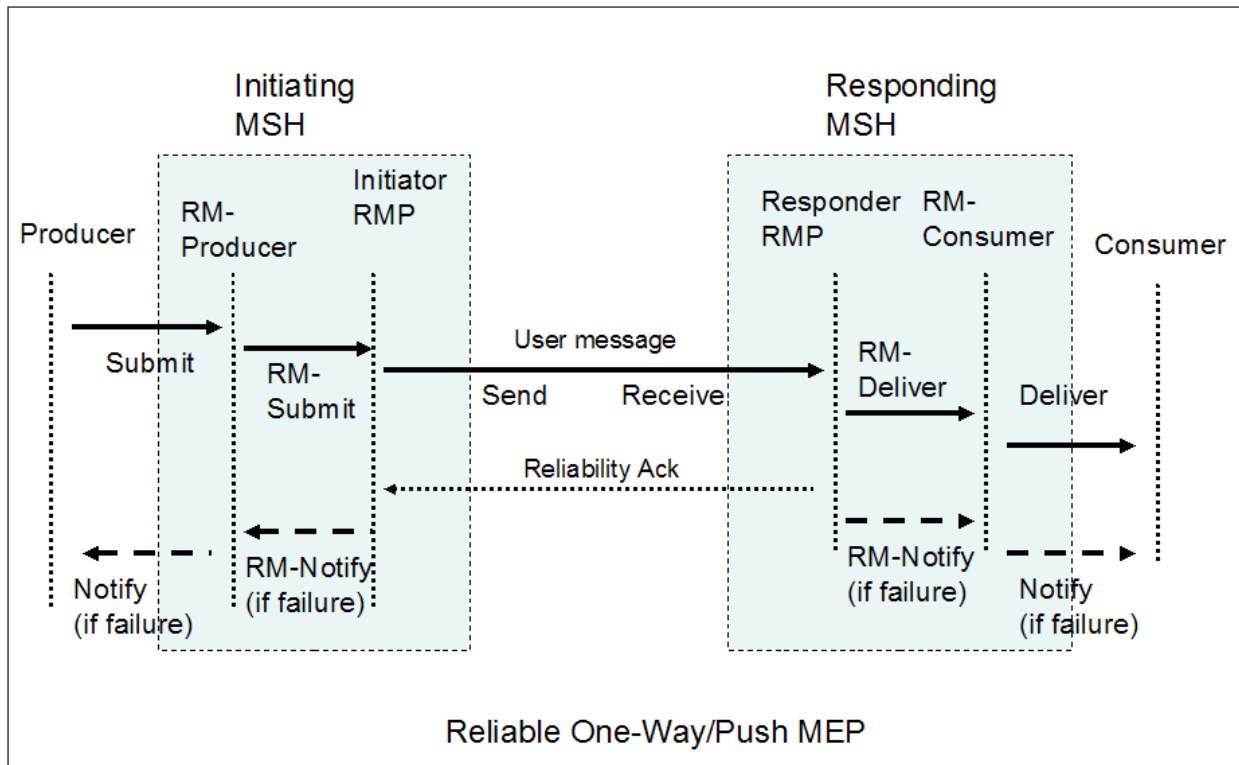 Initiating
MSH
Responding
MSH
Producer
RM-
Producer
Initiator
RMP
Responder
RMP
RM-
Consumer
Consumer
Submit
RM-
Submit
User message
Send
Receive
RM-
Deliver
Deliver
Reliability Ack
Notify
(if failure)
RM-Notify
(if failure)
RM-Notify
(if failure)
Notify
(if failure)
Reliable One-Way/Push MEP